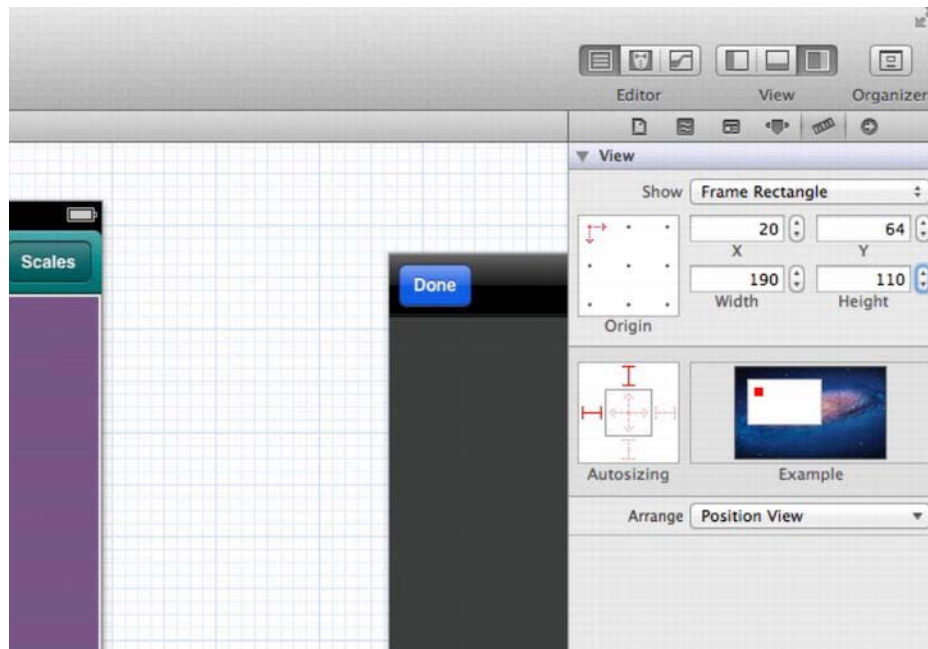 Editor View Organizer
View
Show Frame Rectangle
20 64
X Y
190 110
Width Height
Origin
Scales
Done
Autosizing Example
Arrange Position View